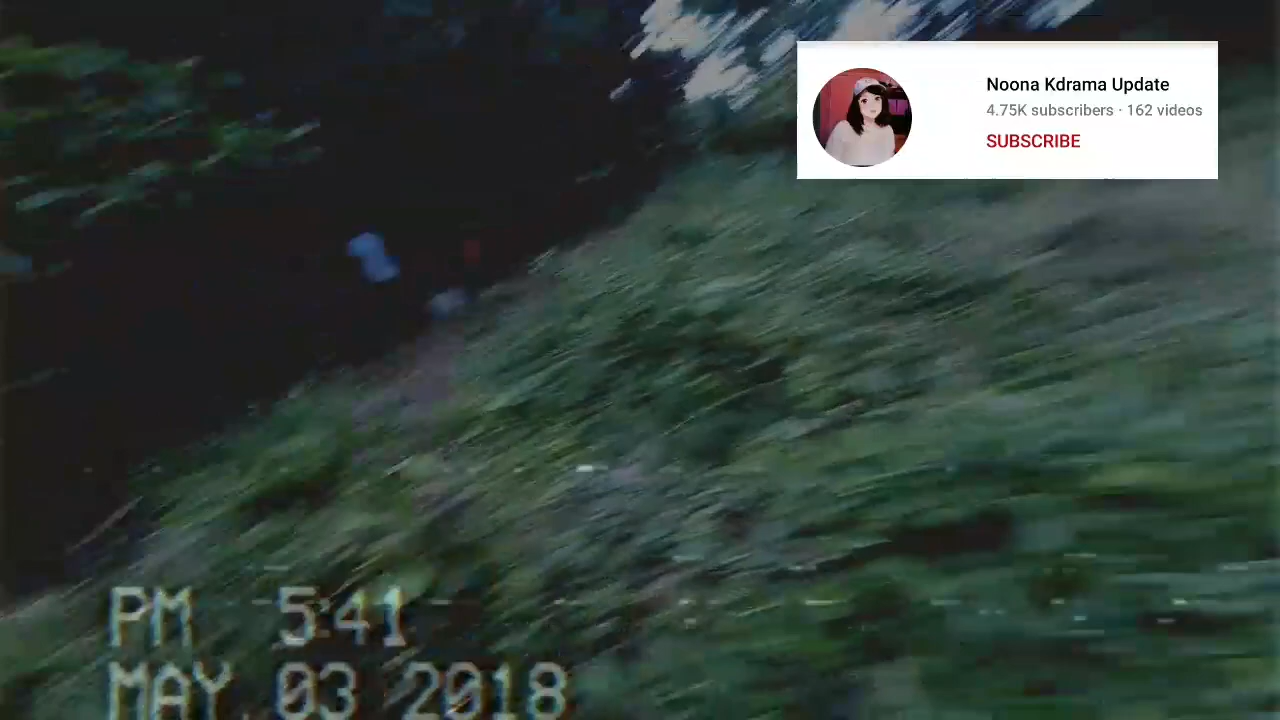 Noona Kdrama Update
4.75K subscribers · 162 videos
SUBSCRIBE
PM 5:41
MAY 03 2018